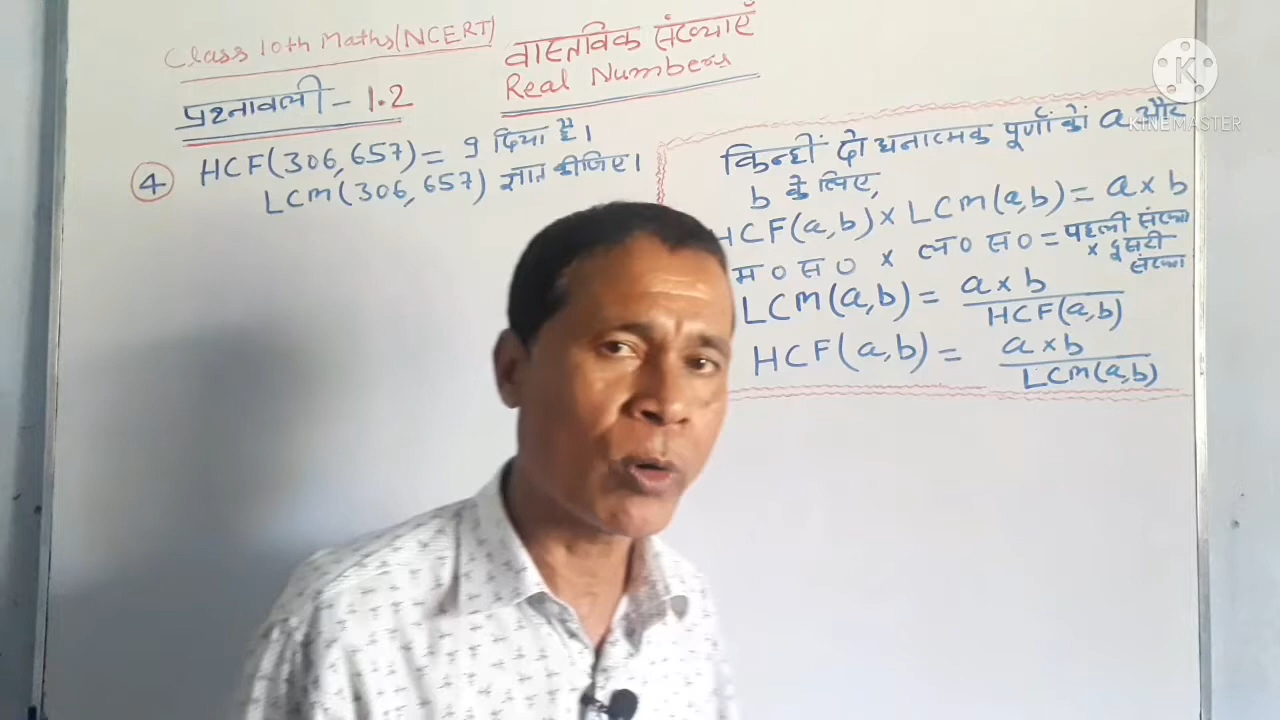 Class 10th Maths(NCERT)
वास्तविक संख्याएँ
Real Numbers
प्रश्नावली - 1.2
4 HCF(306,657) = 9 दिया है।
LCM(306,657) ज्ञात कीजिए।
किन्हीं दो धनात्मक पूर्णांकों a और
b के लिए,
HCF(a,b) × LCM(a,b) = a × b
म० स० × ल० स० = पहली संख्या
× दूसरी
संख्या
LCM(a,b) = a × b
HCF(a,b)
HCF(a,b) = a × b
LCM(a,b)
K
KINEMASTER